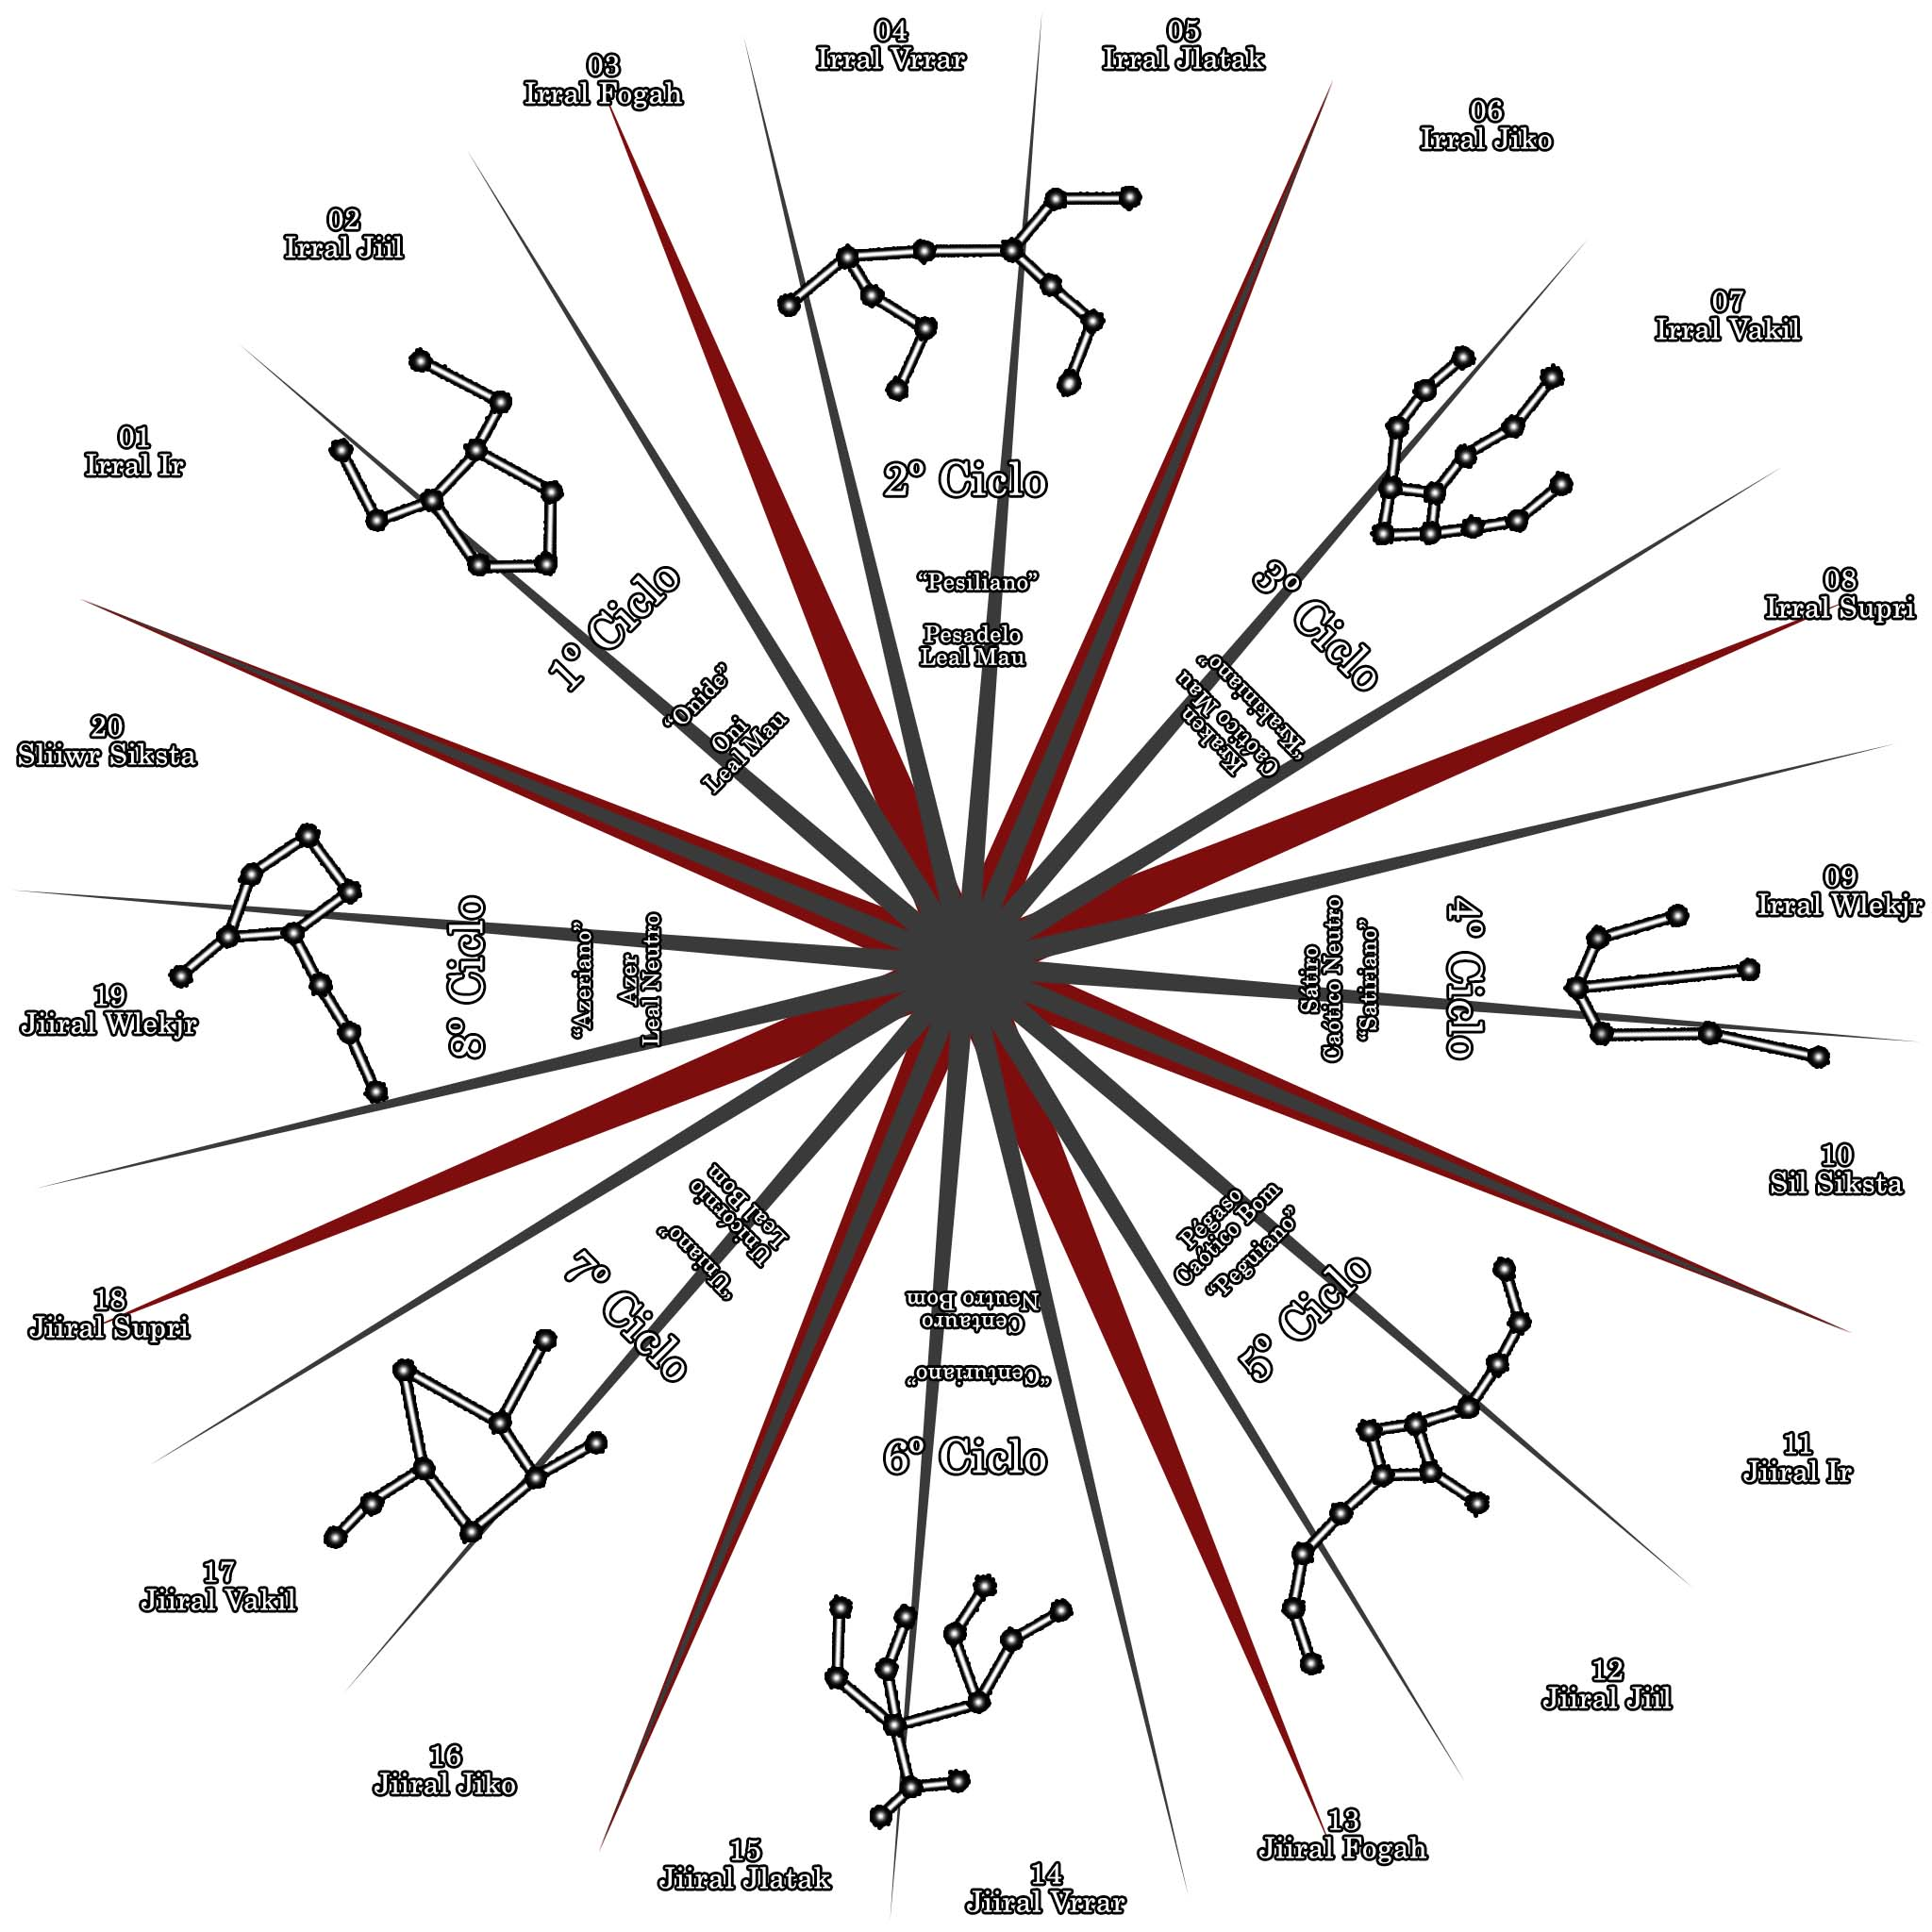 01
Irral Ir
02
Irral Jiil
03
Irral Fogah
04
Irral Vrrar
05
Irral Jlatak
06
Irral Jiko
07
Irral Vakil
08
Irral Supri
09
Irral Wlekjr
10
Sil Siksta
11
Jiiral Ir
12
Jiiral Jiil
13
Jiiral Fogah
14
Jiiral Vrrar
15
Jiiral Jlatak
16
Jiiral Jiko
17
Jiiral Vakil
18
Jiiral Supri
19
Jiiral Wlekjr
20
Sliiwr Siksta
1º Ciclo
“Onide”
Oni
Leal Mau
2º Ciclo
“Pesiliano”
Pesadelo
Leal Mau
3º Ciclo
“Krakiniano”
Kraken
Caótico Mau
4º Ciclo
Sátiro
Caótico Neutro
“Satiriano”
5º Ciclo
Pégaso
Caótico Bom
“Peguiano”
6º Ciclo
“Centuriano”
Centauro
Neutro Bom
7º Ciclo
“Uniano”
Unicórnio
Leal Bom
8º Ciclo
“Azeriano”
Azer
Leal Neutro